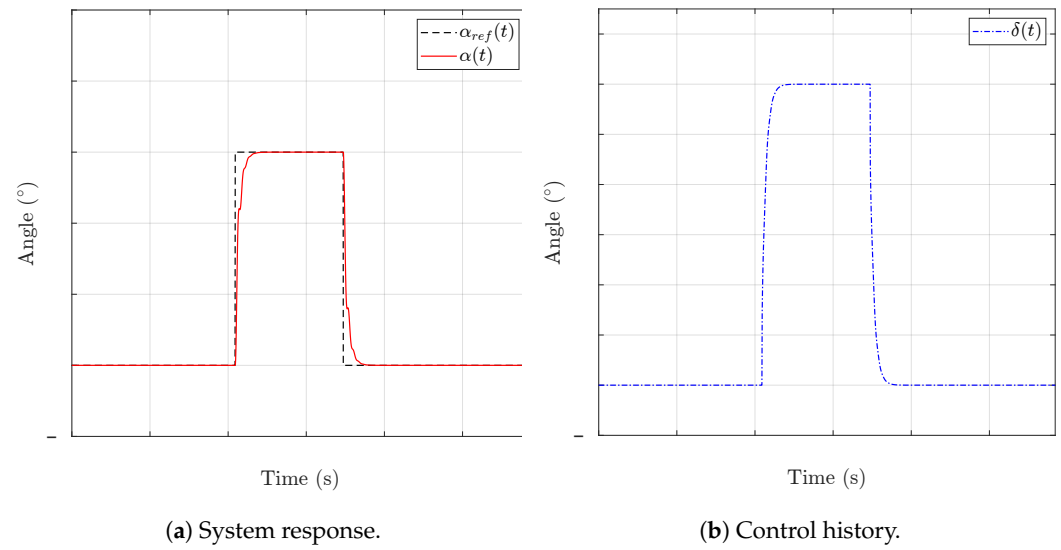 α_ref(t)
α(t)
Angle (°)
–
Time (s)
(a) System response.
δ(t)
Angle (°)
–
Time (s)
(b) Control history.